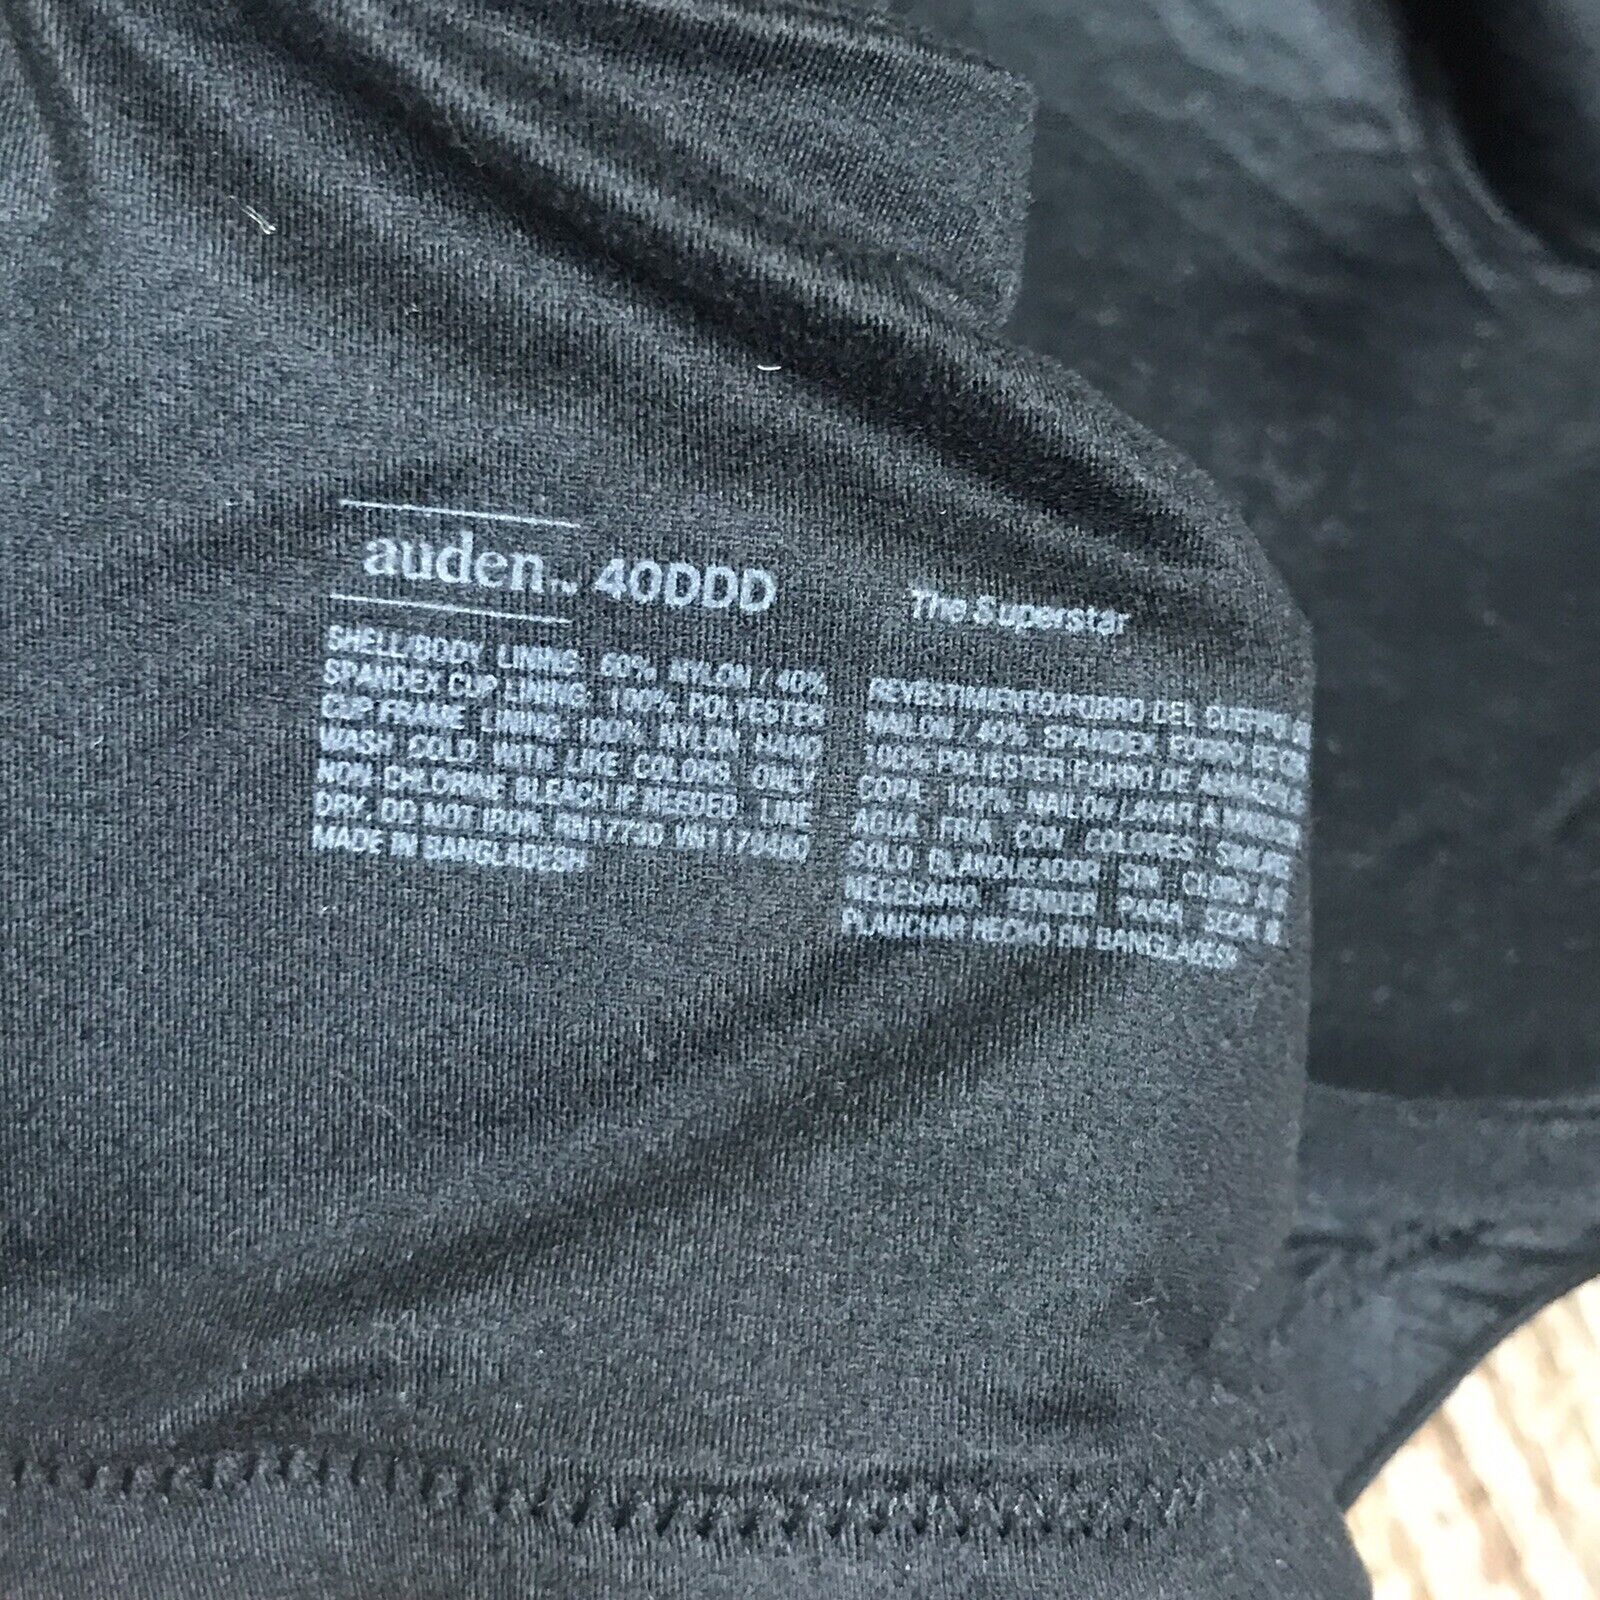 auden™ 40DDD
SHELL/BODY LINING: 60% NYLON / 40%
SPANDEX CUP LINING: 100% POLYESTER
CUP FRAME LINING: 100% NYLON HAND
WASH COLD WITH LIKE COLORS. ONLY
NON-CHLORINE BLEACH IF NEEDED. LINE
DRY. DO NOT IRON. RN17730
MADE IN BANGLADESH
The Superstar
REVESTIMIENTO/FORRO DEL CUERPO
NAILON / 40% SPANDEX FORRO DE
100% POLIESTER FORRO DE
COPA: 100% NAILON LAVAR A
AGUA FRIA CON COLORES
SOLO BLANQUEADOR SIN CLORO
NECESARIO. TENDER PARA
PLANCHAR HECHO EN BANGLADESH